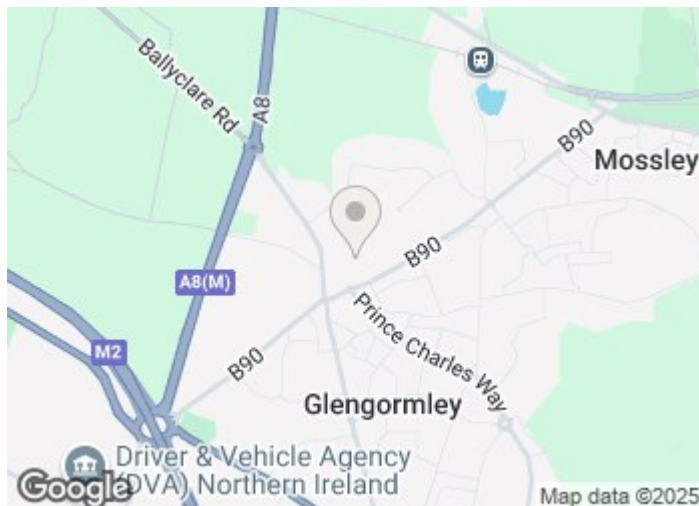 Ballyclare Rd
A8
B90
Mossley
B90
A8(M)
Prince Charles Way
M2
B90
Glengormley
Driver & Vehicle Agency
(DVA) Northern Ireland
Google
Map data ©2025